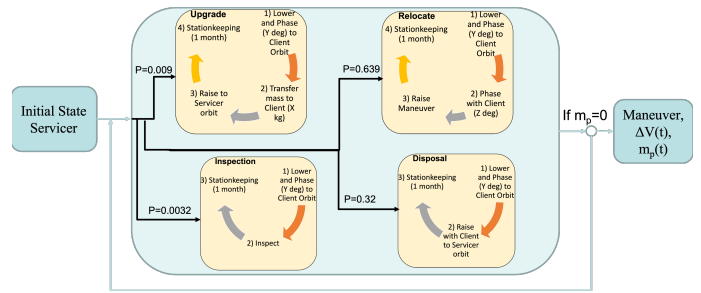 Initial State
Servicer
P=0.009
Upgrade
1) Lower
and Phase
(Y deg) to
Client
Orbit
2) Transfer
mass to
Client (X
kg)
3) Raise to
Servicer
orbit
4) Stationkeeping
(1 month)
P=0.639
Relocate
1) Lower
and Phase
(Y deg) to
Client
Orbit
2) Phase
with Client
(Z deg)
3) Raise
Maneuver
4) Stationkeeping
(1 month)
P=0.0032
Inspection
1) Lower
and Phase
(Y deg) to
Client Orbit
2) Inspect
3) Stationkeeping
(1 month)
P=0.32
Disposal
1) Lower
and Phase
(Y deg) to
Client Orbit
2) Raise
with Client
to Servicer
orbit
3) Stationkeeping
(1 month)
If mp=0
Maneuver,
ΔV(t),
mp(t)